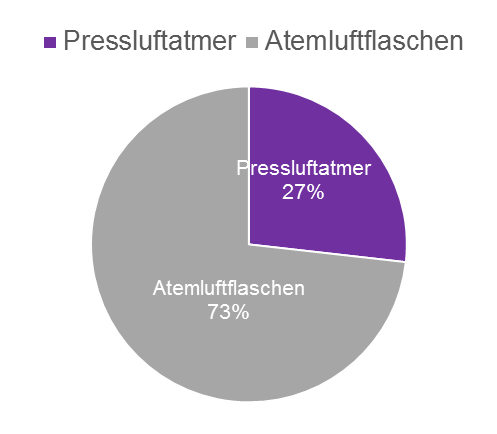 Pressluftatmer Atemluftflaschen
Pressluftatmer
27%
Atemluftflaschen
73%